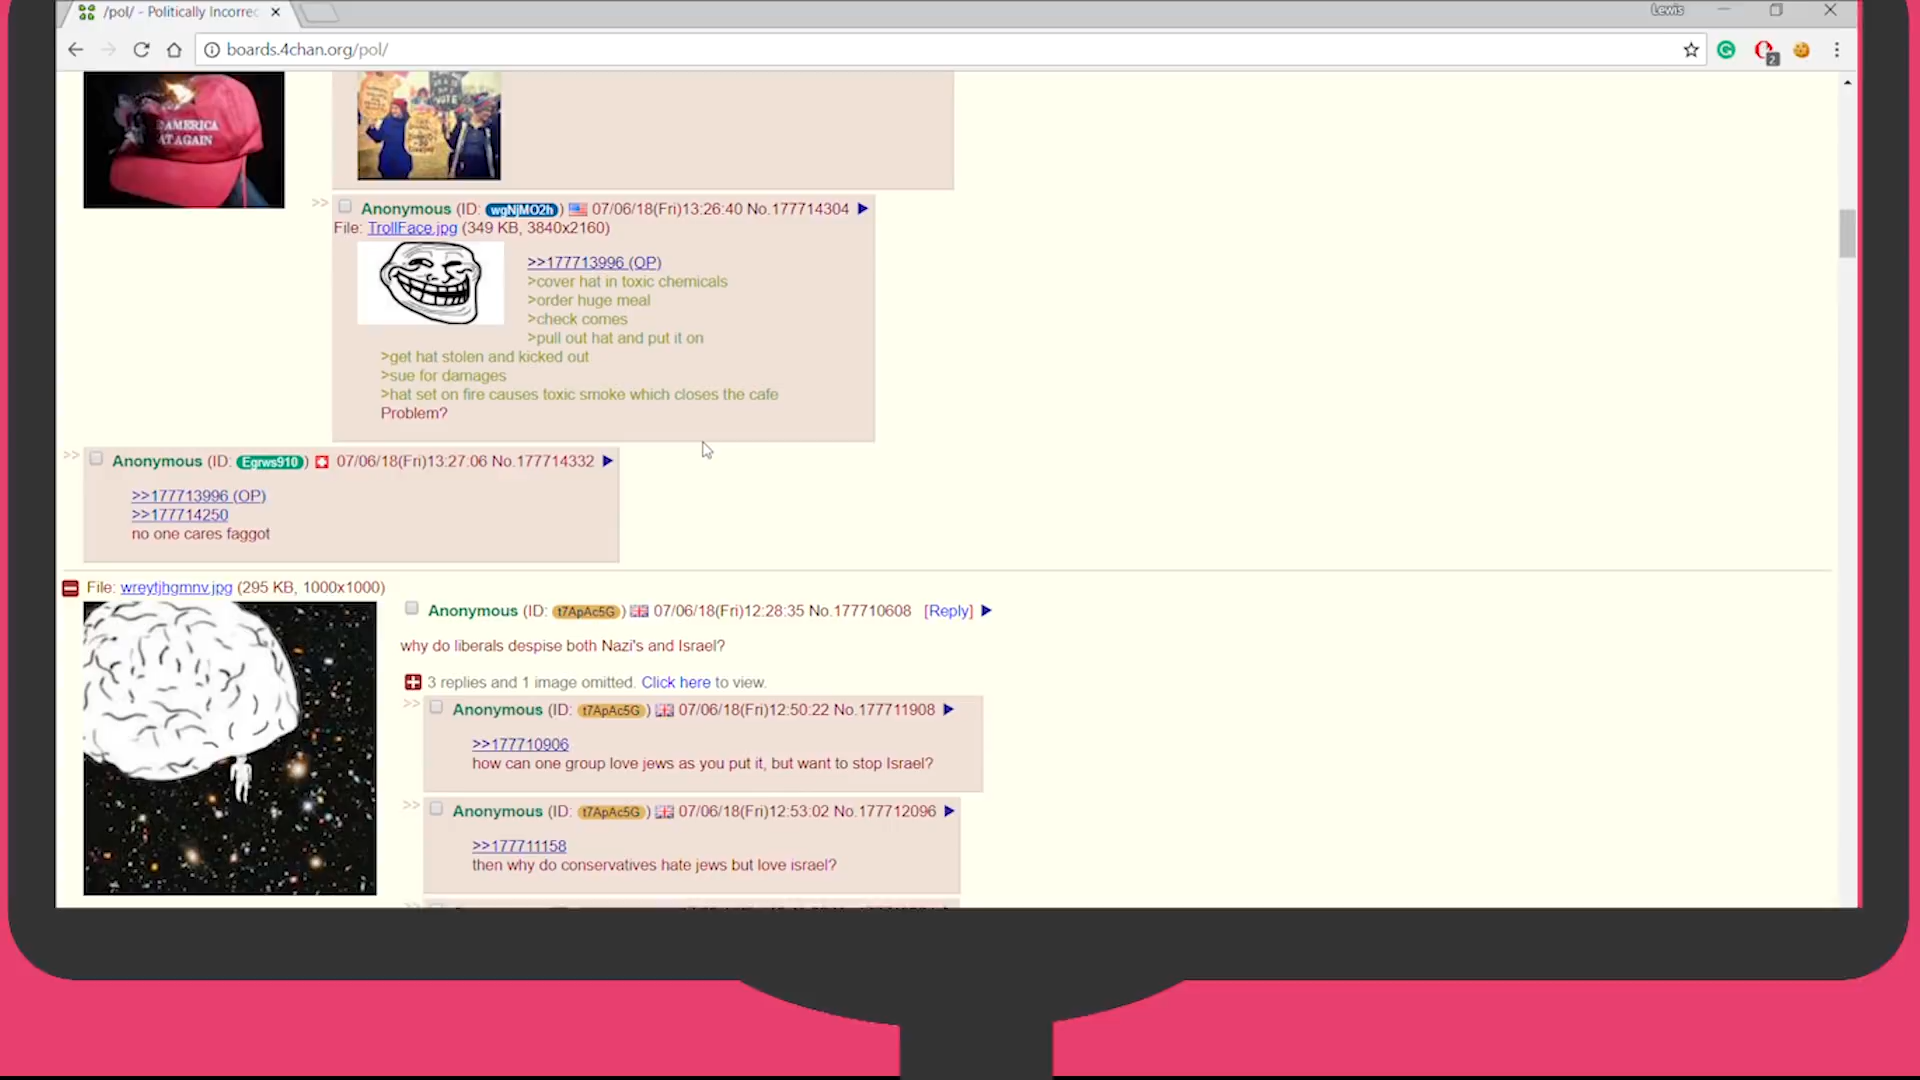 /pol/ - Politically Incorrec
Lewis
boards.4chan.org/pol/
2
AMERICA
AT AGAIN
VOTE
>> Anonymous (ID: wgNjMO2h) 07/06/18(Fri)13:26:40 No.177714304
File: TrollFace.jpg (349 KB, 3840x2160)
>>177713996 (OP)
>cover hat in toxic chemicals
>order huge meal
>check comes
>pull out hat and put it on
>get hat stolen and kicked out
>sue for damages
>hat set on fire causes toxic smoke which closes the cafe
Problem?
>> Anonymous (ID: Egrws910) 07/06/18(Fri)13:27:06 No.177714332
>>177713996 (OP)
>>177714250
no one cares faggot
File: wreytjhgmnv.jpg (295 KB, 1000x1000)
Anonymous (ID: t7ApAc5G) 07/06/18(Fri)12:28:35 No.177710608 [Reply]
why do liberals despise both Nazi's and Israel?
3 replies and 1 image omitted. Click here to view.
>> Anonymous (ID: t7ApAc5G) 07/06/18(Fri)12:50:22 No.177711908
>>177710906
how can one group love jews as you put it, but want to stop Israel?
>> Anonymous (ID: t7ApAc5G) 07/06/18(Fri)12:53:02 No.177712096
>>177711158
then why do conservatives hate jews but love israel?